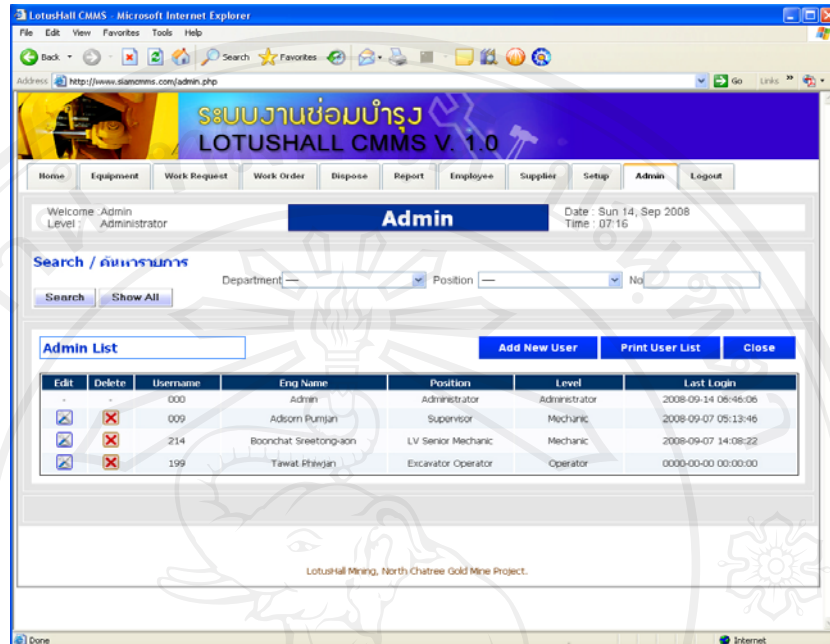 LotusHall CMMS - Microsoft Internet Explorer
File Edit View Favorites Tools Help
Back Search Favorites
Address http://www.siamcmms.com/admin.php Go Links »
ระบบงานซ่อมบำรุง
LOTUSHALL CMMS V. 1.0
Home Equipment Work Request Work Order Dispose Report Employee Supplier Setup Admin Logout
Welcome :Admin
Level : Administrator
Admin
Date : Sun 14, Sep 2008
Time : 07:16
Search / ค้นหารายการ
Department --- Position --- No
Search Show All
Admin List Add New User Print User List Close
Edit Delete Username Eng Name Position Level Last Login
- - 000 Admin Administrator Administrator 2008-09-14 06:46:06
009 Adisorn Pumjan Supervisor Mechanic 2008-09-07 05:13:46
214 Boonchat Sreetong-aon LV Senior Mechanic Mechanic 2008-09-07 14:08:22
199 Tawat Phiwjan Excavator Operator Operator 0000-00-00 00:00:00
LotusHall Mining, North Chatree Gold Mine Project.
Done Internet